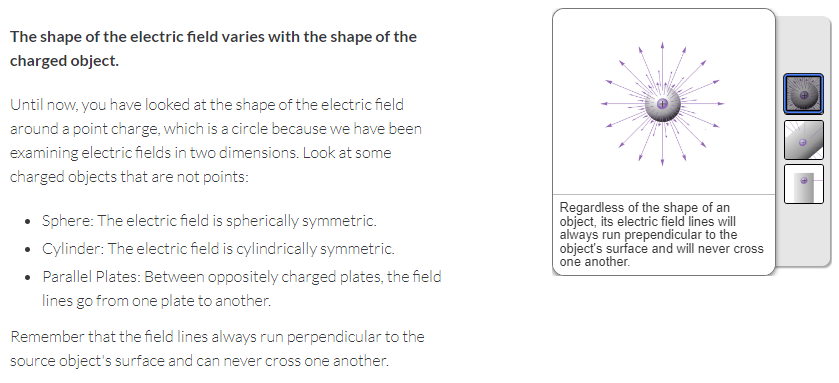 The shape of the electric field varies with the shape of the
charged object.
Until now, you have looked at the shape of the electric field
around a point charge, which is a circle because we have been
examining electric fields in two dimensions. Look at some
charged objects that are not points:
• Sphere: The electric field is spherically symmetric.
• Cylinder: The electric field is cylindrically symmetric.
• Parallel Plates: Between oppositely charged plates, the field
lines go from one plate to another.
Remember that the field lines always run perpendicular to the
source object's surface and can never cross one another.
Regardless of the shape of an
object, its electric field lines will
always run prependicular to the
object's surface and will never cross
one another.